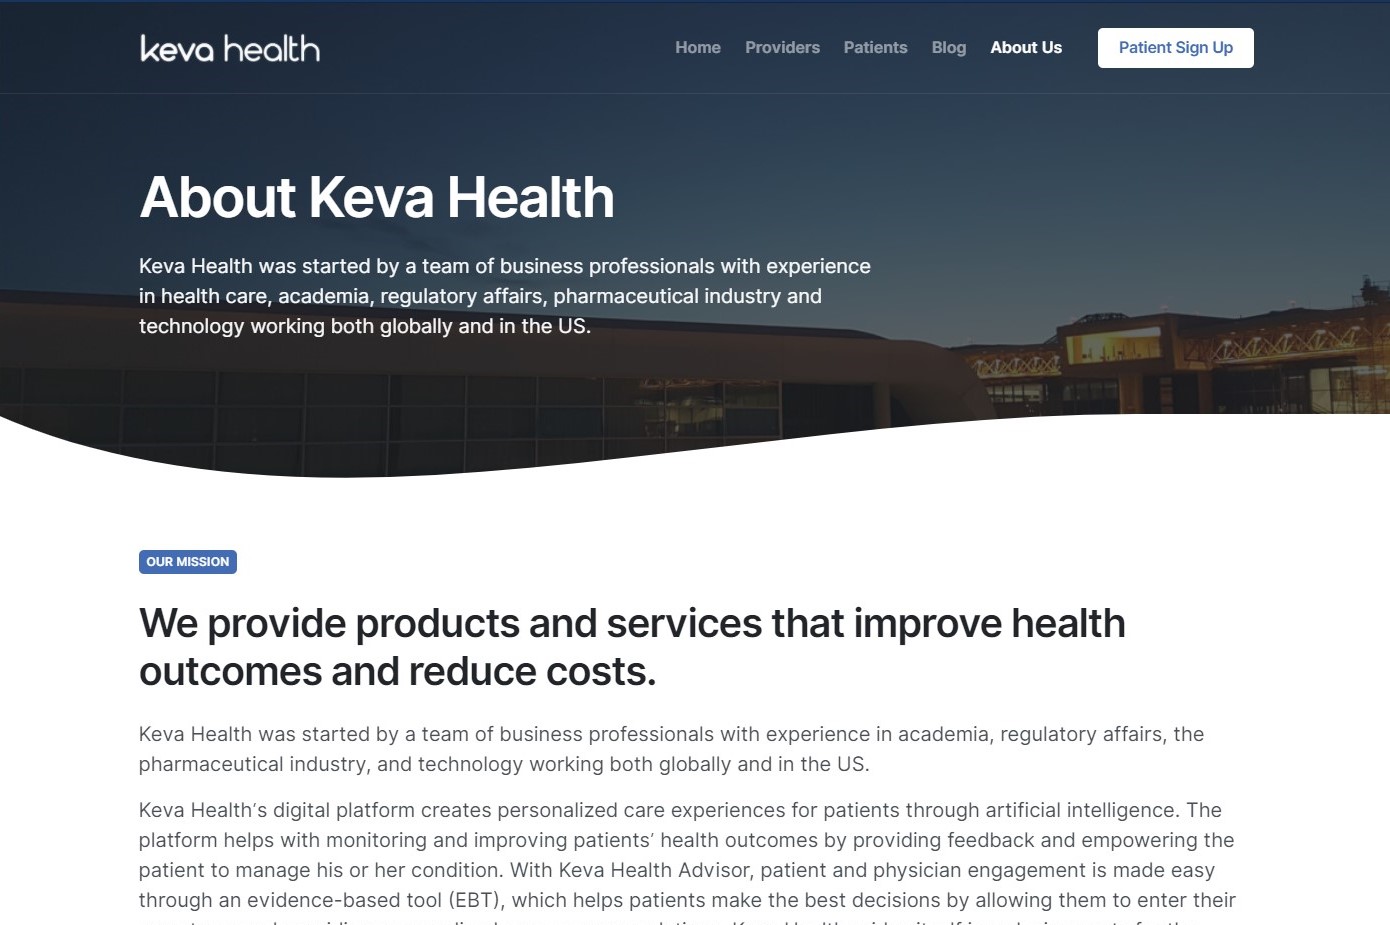 keva health
Home Providers Patients Blog About Us Patient Sign Up
About Keva Health
Keva Health was started by a team of business professionals with experience
in health care, academia, regulatory affairs, pharmaceutical industry and
technology working both globally and in the US.
OUR MISSION
We provide products and services that improve health
outcomes and reduce costs.
Keva Health was started by a team of business professionals with experience in academia, regulatory affairs, the
pharmaceutical industry, and technology working both globally and in the US.
Keva Health’s digital platform creates personalized care experiences for patients through artificial intelligence. The
platform helps with monitoring and improving patients’ health outcomes by providing feedback and empowering the
patient to manage his or her condition. With Keva Health Advisor, patient and physician engagement is made easy
through an evidence-based tool (EBT), which helps patients make the best decisions by allowing them to enter their